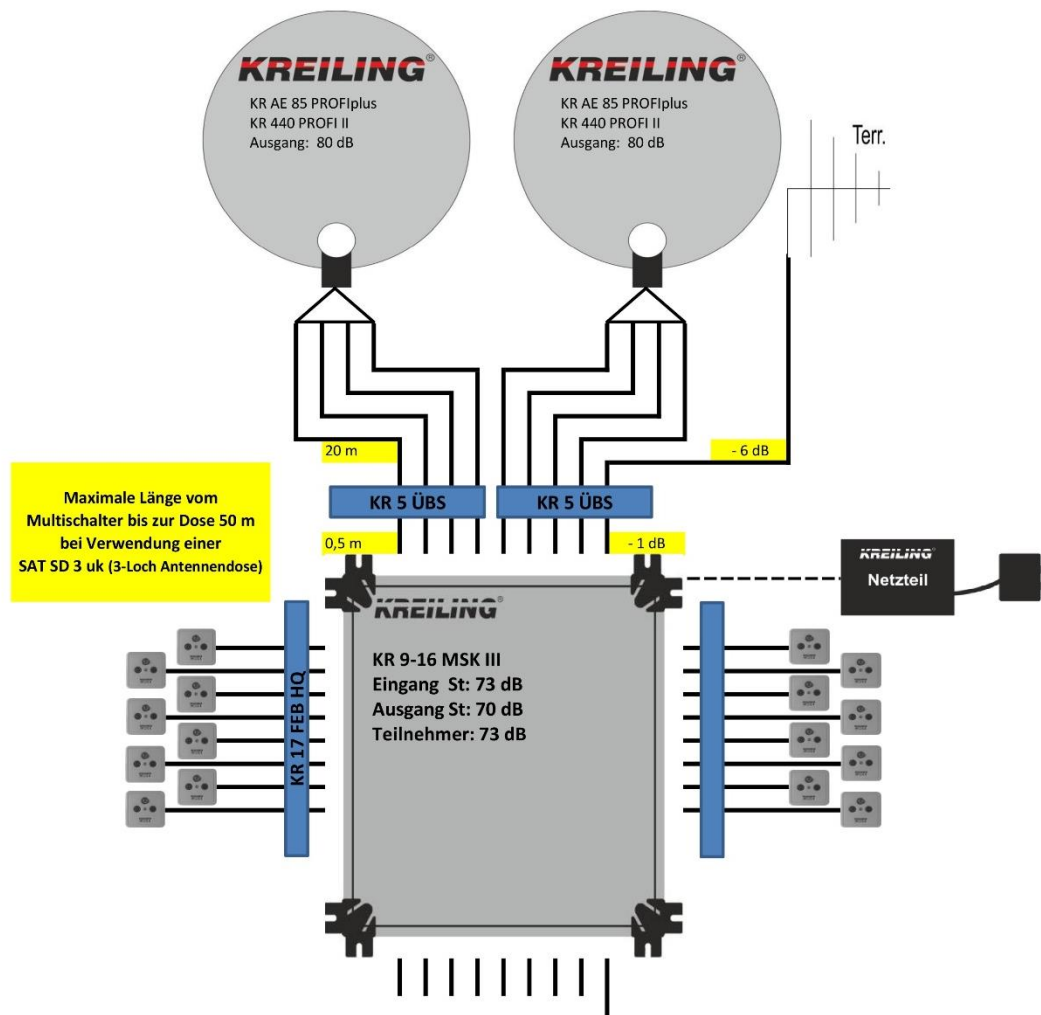 KREILING®
KR AE 85 PROFIplus
KR 440 PROFI II
Ausgang: 80 dB
KREILING®
KR AE 85 PROFIplus
KR 440 PROFI II
Ausgang: 80 dB
Terr.
20 m
- 6 dB
Maximale Länge vom
Multischalter bis zur Dose 50 m
bei Verwendung einer
SAT SD 3 uk (3-Loch Antennendose)
KR 5 ÜBS
KR 5 ÜBS
0,5 m
- 1 dB
KREILING®
Netzteil
KREILING®
KR 9-16 MSK III
Eingang St: 73 dB
Ausgang St: 70 dB
Teilnehmer: 73 dB
KR 17 FEB HQ